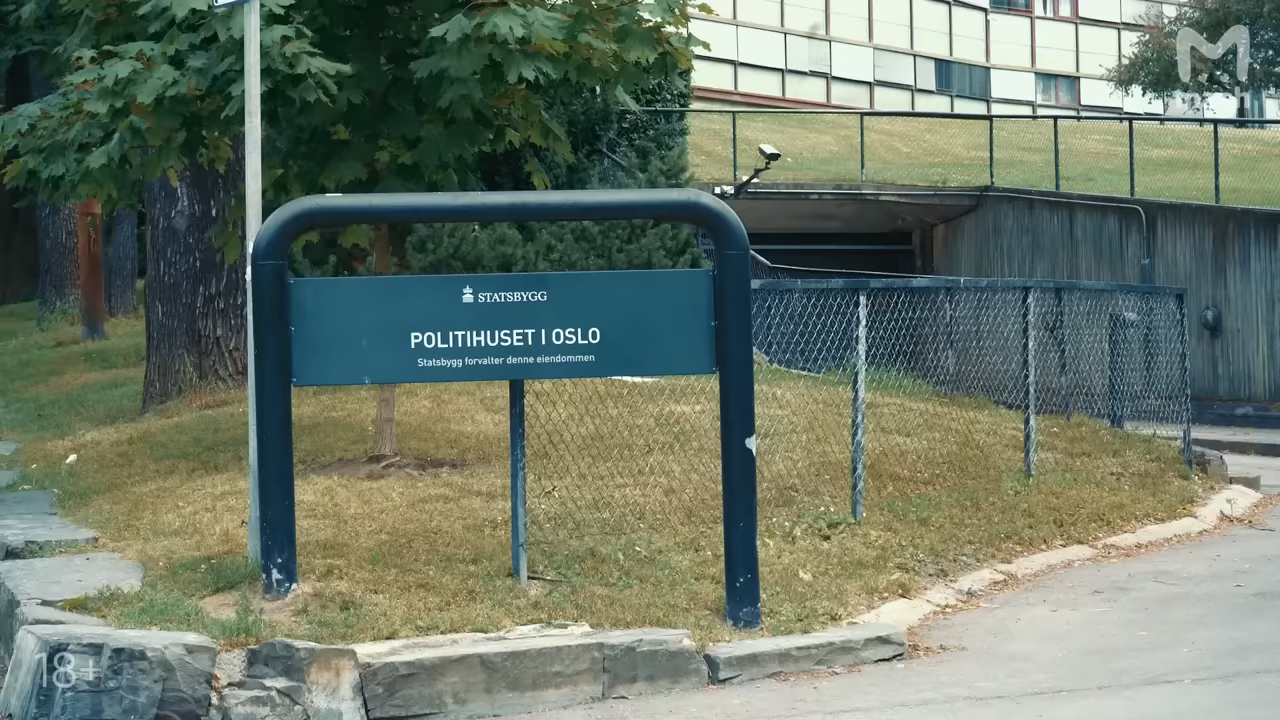 STATSBYGG
POLITIHUSET I OSLO
Statsbygg forvalter denne eiendommen
18+